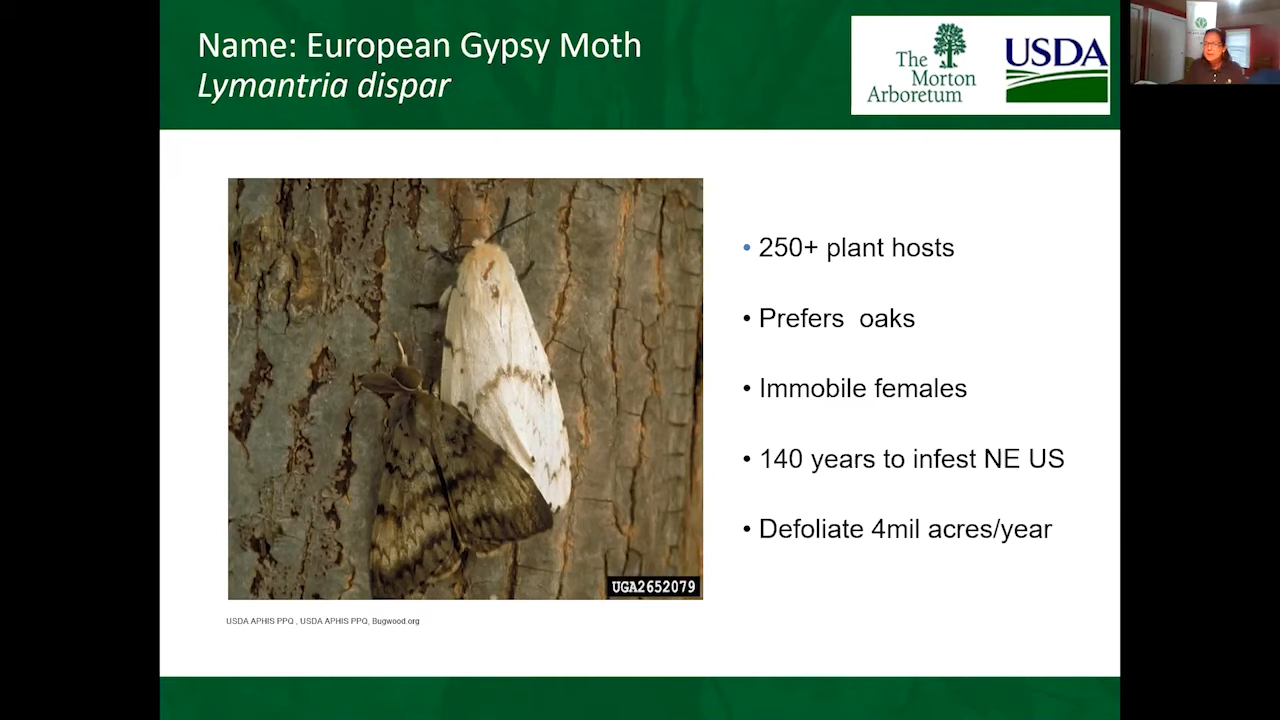 Name: European Gypsy Moth
Lymantria dispar
The
Morton
Arboretum
USDA
• 250+ plant hosts
• Prefers  oaks
• Immobile females
• 140 years to infest NE US
• Defoliate 4mil acres/year
UGA2652079
USDA APHIS PPQ , USDA APHIS PPQ, Bugwood.org